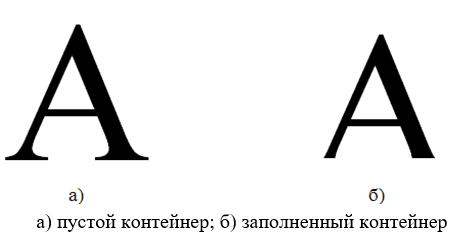 А А
а) б)
а) пустой контейнер; б) заполненный контейнер